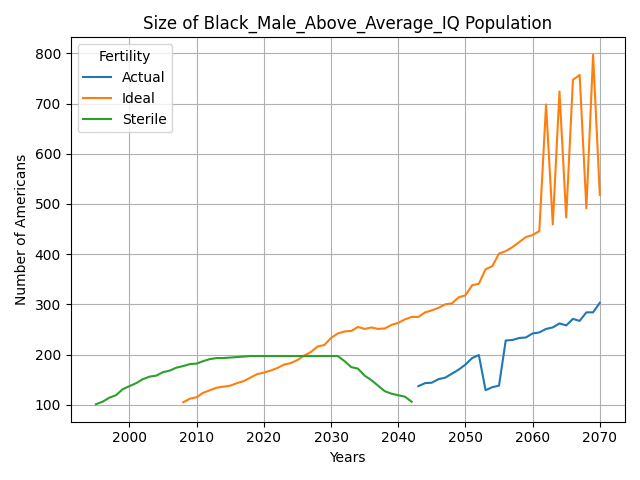 Size of Black_Male_Above_Average_IQ Population
Number of Americans
800
700
600
500
400
300
200
100
Fertility
Actual
Ideal
Sterile
2000 2010 2020 2030 2040 2050 2060 2070
Years